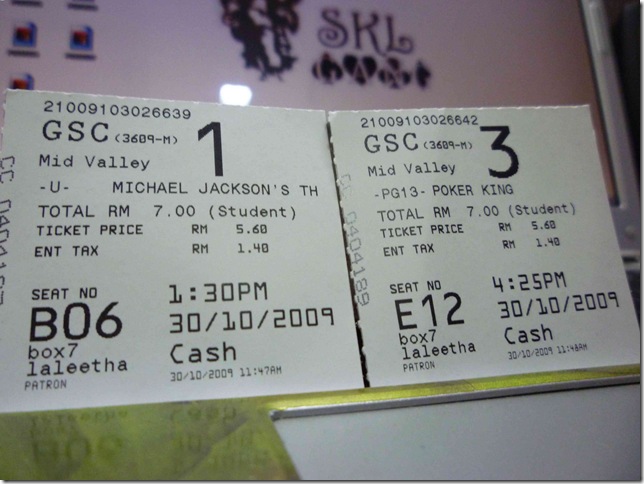 SKL
21009103026639
GSC (3609-M) 1
Mid Valley
-U- MICHAEL JACKSON'S TH
TOTAL RM 7.00 (Student)
TICKET PRICE RM 5.60
ENT TAX RM 1.40
SEAT NO
B06
1:30PM
30/10/2009
box7
laleetha
Cash
PATRON
30/10/2009 11:47AM
21009103026642
GSC (3609-M) 3
Mid Valley
-PG13- POKER KING
TOTAL RM 7.00 (Student)
TICKET PRICE RM 5.60
ENT TAX RM 1.40
SEAT NO
E12
4:25PM
30/10/2009
box7
laleetha
Cash
PATRON
30/10/2009 11:48AM
CC 0404189